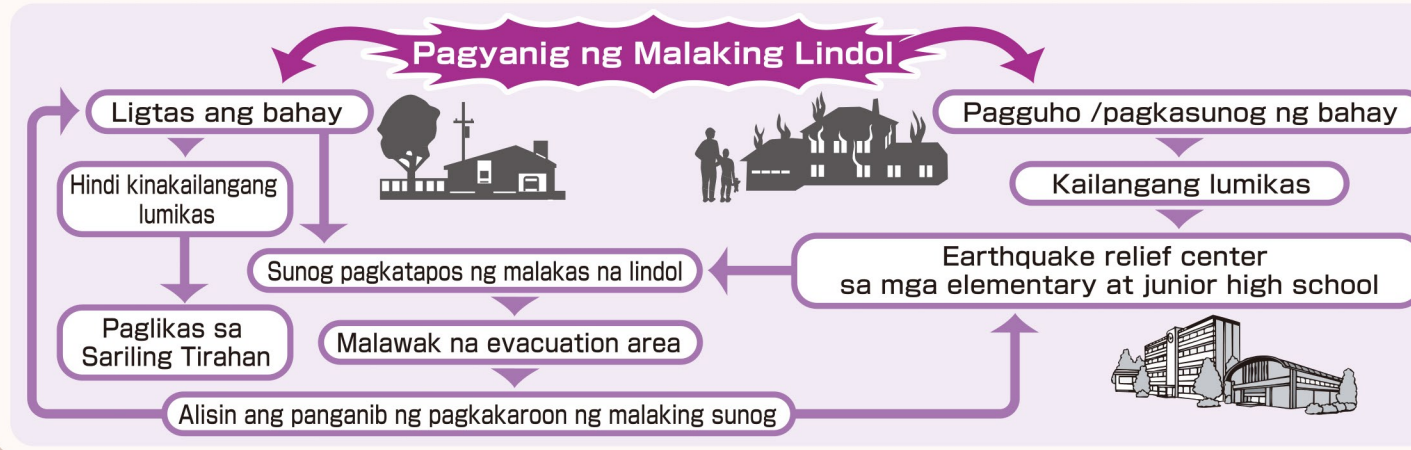 Pagyanig ng Malaking Lindol
Ligtas ang bahay
Hindi kinakailangang
lumikas
Paglikas sa
Sariling Tirahan
Pagguho /pagkasunog ng bahay
Kailangang lumikas
Earthquake relief center
sa mga elementary at junior high school
Sunog pagkatapos ng malakas na lindol
Malawak na evacuation area
Alisin ang panganib ng pagkakaroon ng malaking sunog